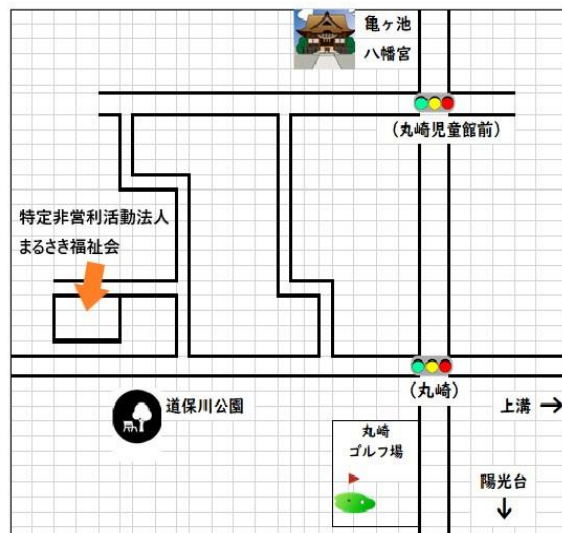 亀ヶ池
八幡宮
(丸崎児童館前)
特定非営利活動法人
まるさき福祉会
(丸崎)
道保川公園
上溝
丸崎
ゴルフ場
陽光台